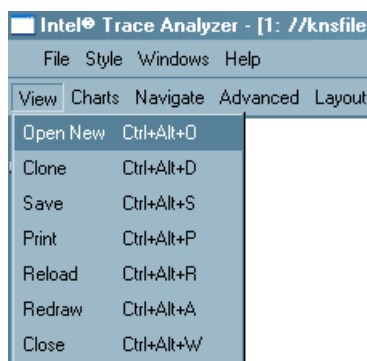 Intel® Trace Analyzer - [1: //knsfile
File Style Windows Help
View Charts Navigate Advanced Layout
Open New Ctrl+Alt+O
Clone Ctrl+Alt+D
Save Ctrl+Alt+S
Print Ctrl+Alt+P
Reload Ctrl+Alt+R
Redraw Ctrl+Alt+A
Close Ctrl+Alt+W